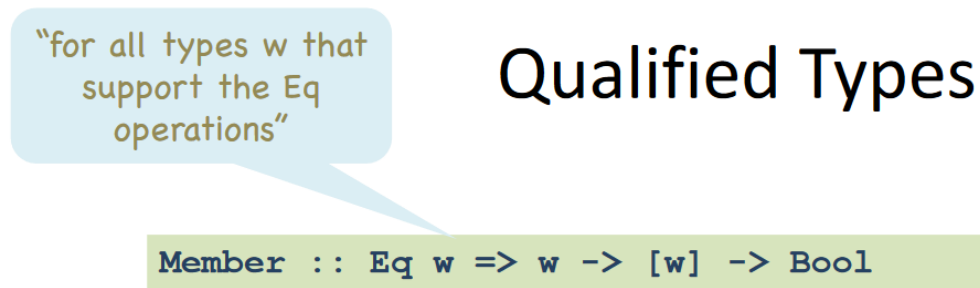 “for all types w that
support the Eq
operations”
Qualified Types
Member :: Eq w => w -> [w] -> Bool